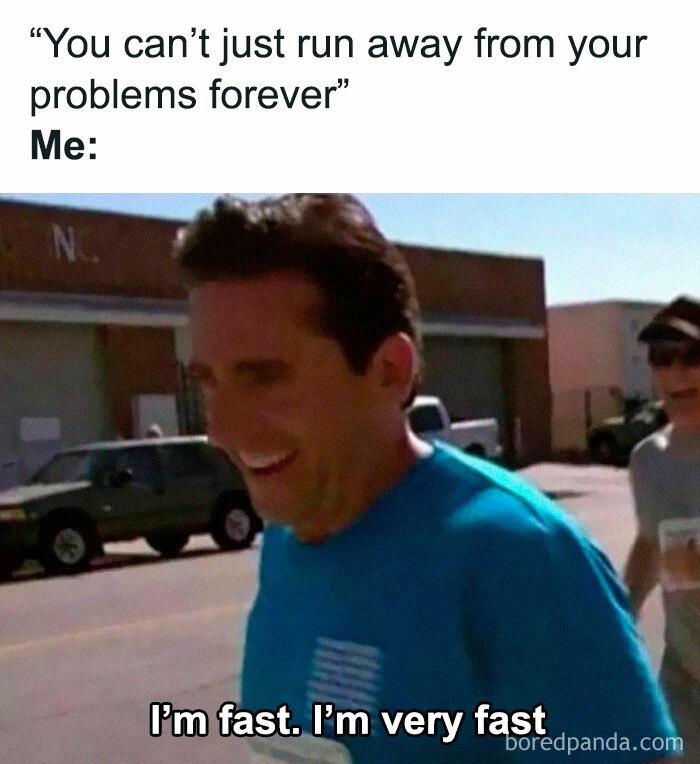 “You can’t just run away from your
problems forever”
Me:
N
I’m fast. I’m very fast
boredpanda.com